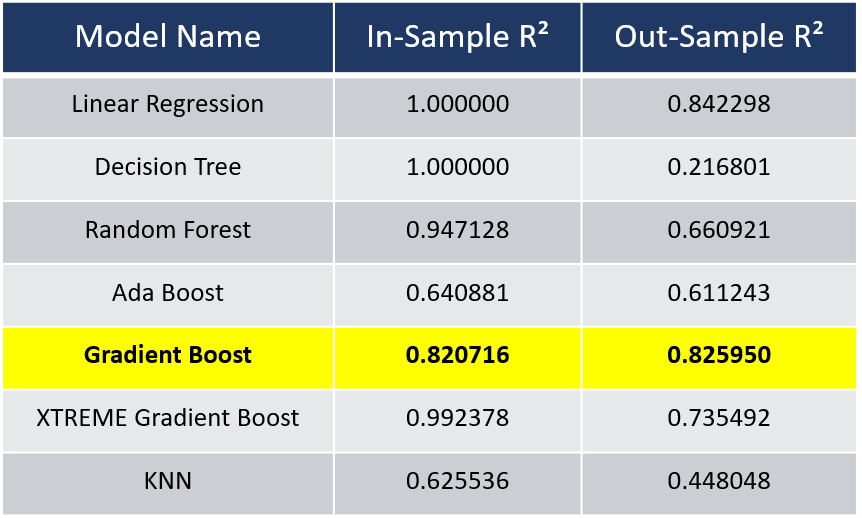 Model Name In-Sample R² Out-Sample R²
Linear Regression 1.000000 0.842298
Decision Tree 1.000000 0.216801
Random Forest 0.947128 0.660921
Ada Boost 0.640881 0.611243
Gradient Boost 0.820716 0.825950
XTREME Gradient Boost 0.992378 0.735492
KNN 0.625536 0.448048